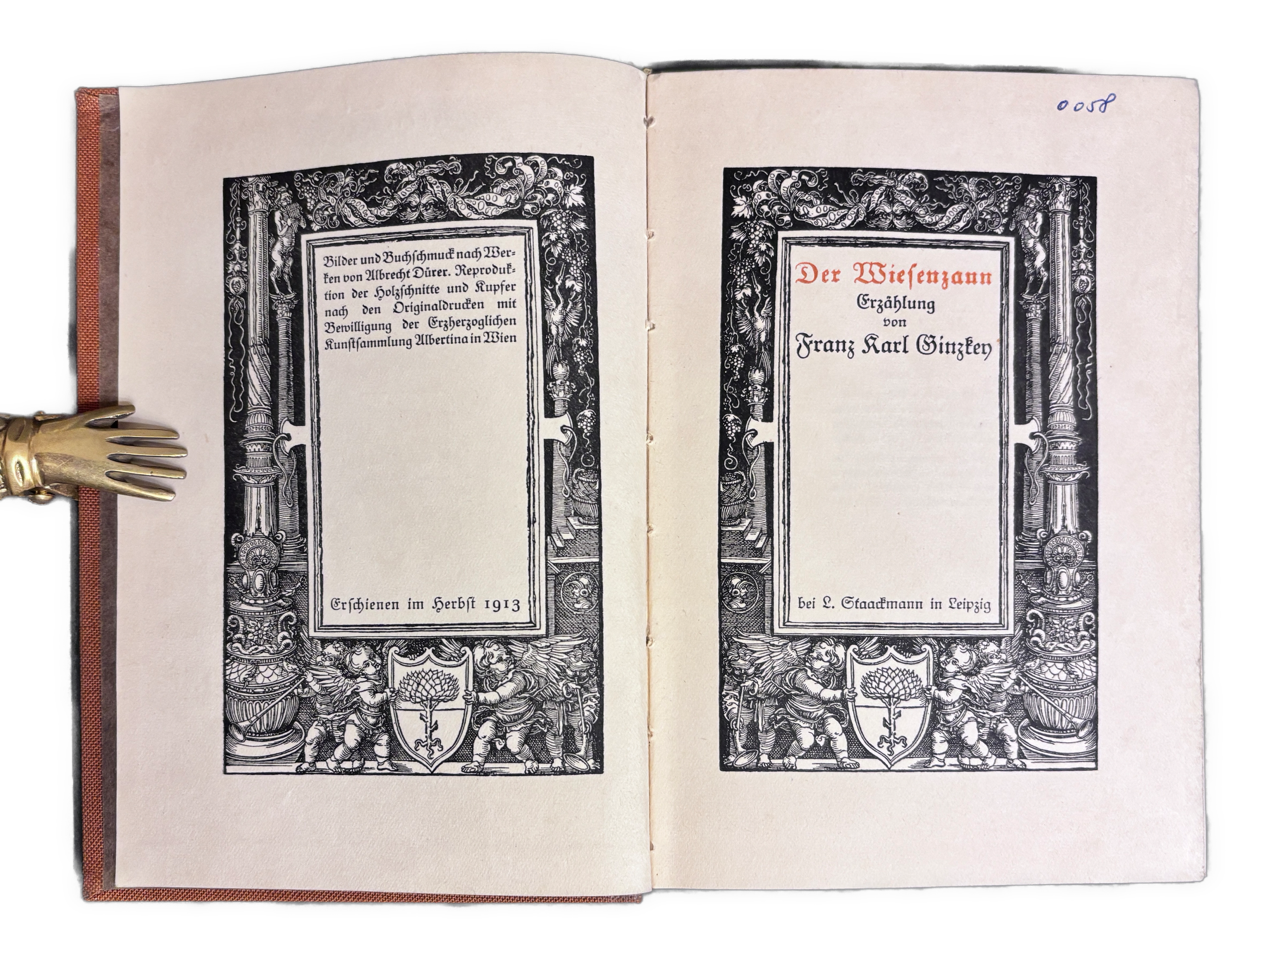 Bilder und Buchschmuck nach Wer-
ken von Albrecht Dürer. Reproduk-
tion der Holzschnitte und Kupfer
nach den Originaldrucken mit
Bewilligung der Erzherzoglichen
Kunstsammlung Albertina in Wien
Erschienen im Herbst 1913
0058
Der Wiesenzaun
Erzählung
von
Franz Karl Ginzkey
bei L. Staackmann in Leipzig